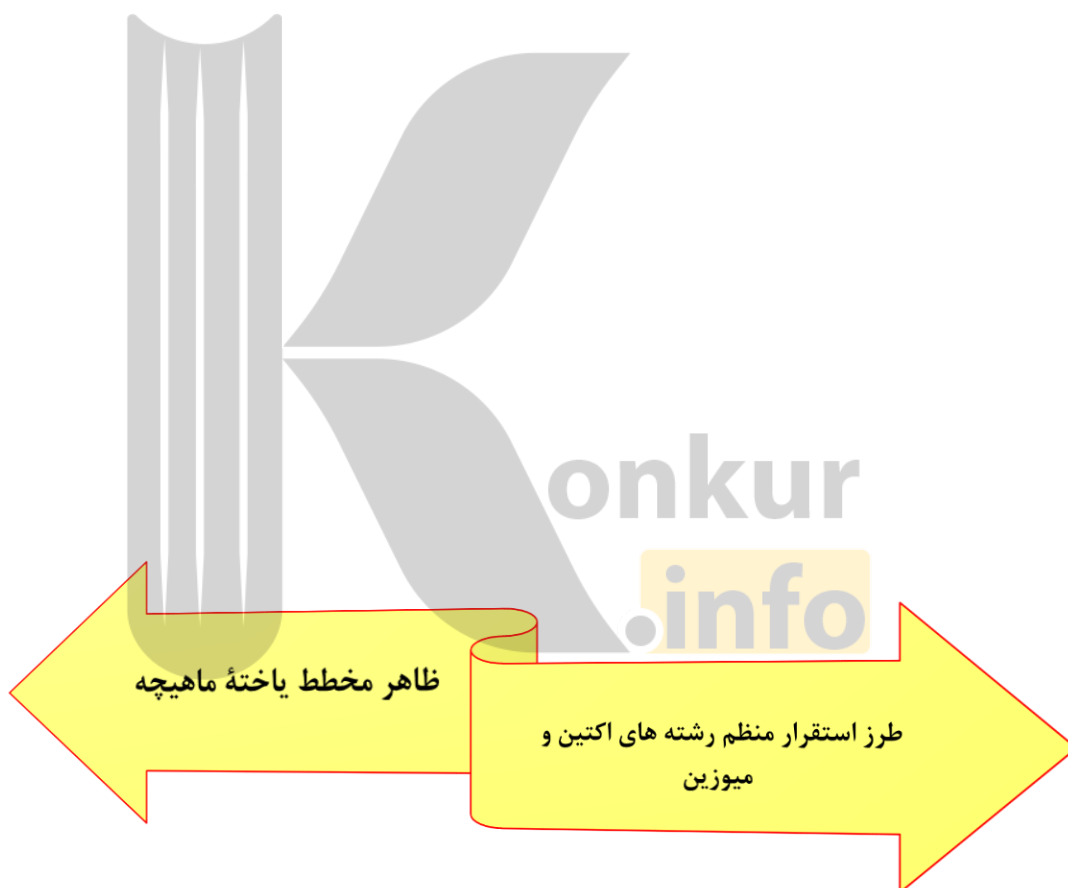 Konkur
.info
ظاهر مخطط یاختهٔ ماهیچه
طرز استقرار منظم رشته های اکتین و
میوزین